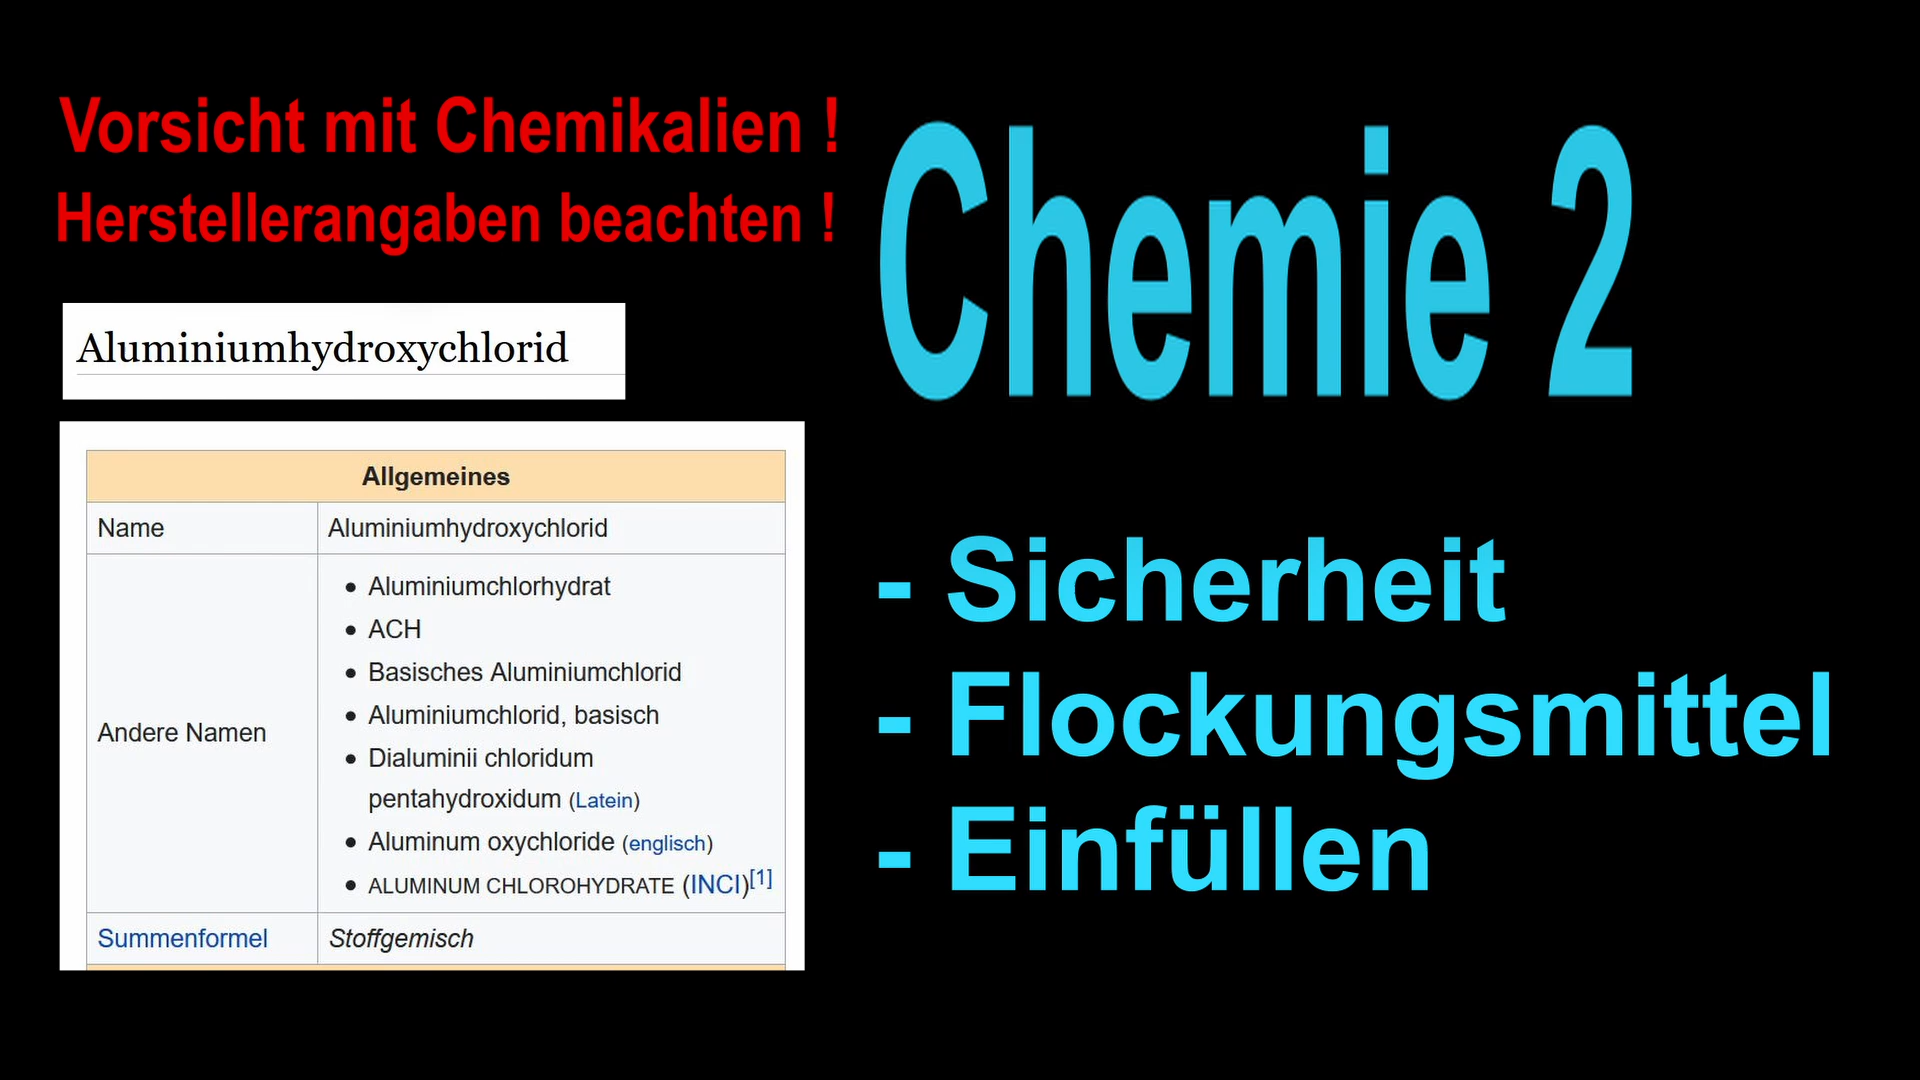 Vorsicht mit Chemikalien !
Herstellerangaben beachten !
Aluminiumhydroxychlorid
Allgemeines
Name Aluminiumhydroxychlorid
Andere Namen
• Aluminiumchlorhydrat
• ACH
• Basisches Aluminiumchlorid
• Aluminiumchlorid, basisch
• Dialuminii chloridum
pentahydroxidum (Latein)
• Aluminum oxychloride (englisch)
• ALUMINUM CHLOROHYDRATE (INCI)[1]
Summenformel Stoffgemisch
Chemie 2
- Sicherheit
- Flockungsmittel
- Einfüllen